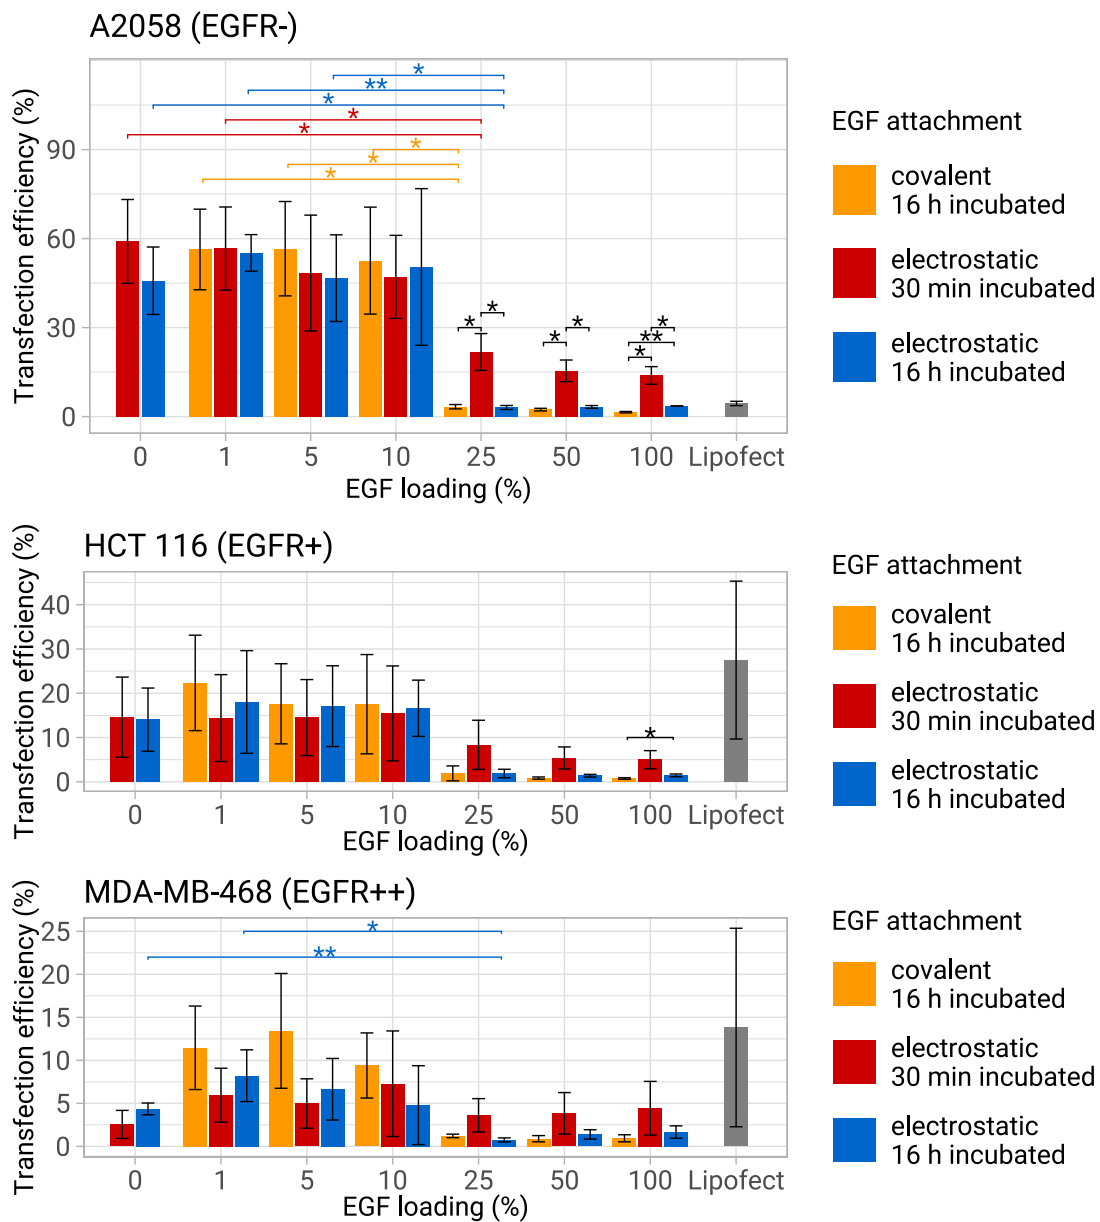 A2058 (EGFR-)
Transfection efficiency (%)
90
60
30
0
*
**
*
*
*
*
*
*
*
*
*
*
*
**
*
0 1 5 10 25 50 100 Lipofect
EGF loading (%)
EGF attachment
covalent
16 h incubated
electrostatic
30 min incubated
electrostatic
16 h incubated
HCT 116 (EGFR+)
Transfection efficiency (%)
40
30
20
10
0
*
0 1 5 10 25 50 100 Lipofect
EGF loading (%)
EGF attachment
covalent
16 h incubated
electrostatic
30 min incubated
electrostatic
16 h incubated
MDA-MB-468 (EGFR++)
Transfection efficiency (%)
25
20
15
10
5
0
*
**
0 1 5 10 25 50 100 Lipofect
EGF loading (%)
EGF attachment
covalent
16 h incubated
electrostatic
30 min incubated
electrostatic
16 h incubated